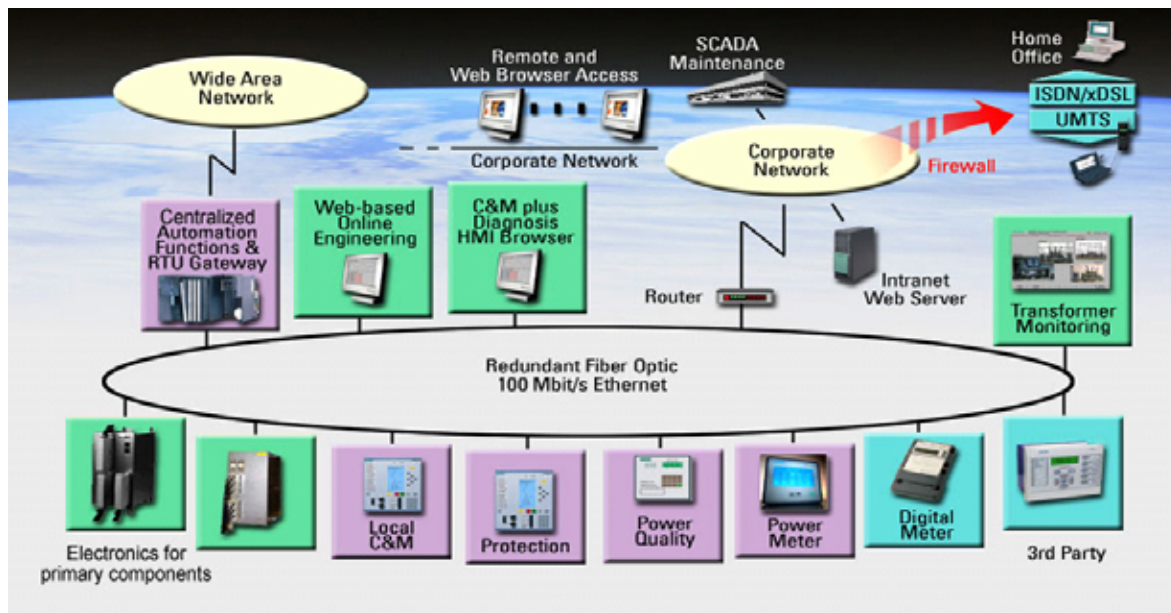 Wide Area
Network
Remote and
Web Browser Access
Corporate Network
SCADA
Maintenance
Home
Office
ISDN/xDSL
UMTS
Corporate
Network
Firewall
Centralized
Automation
Functions &
RTU Gateway
Web-based
Online
Engineering
C&M plus
Diagnosis
HMI Browser
Router
Intranet
Web Server
Transformer
Monitoring
Redundant Fiber Optic
100 Mbit/s Ethernet
Electronics for
primary components
Local
C&M
Protection
Power
Quality
Power
Meter
Digital
Meter
3rd Party